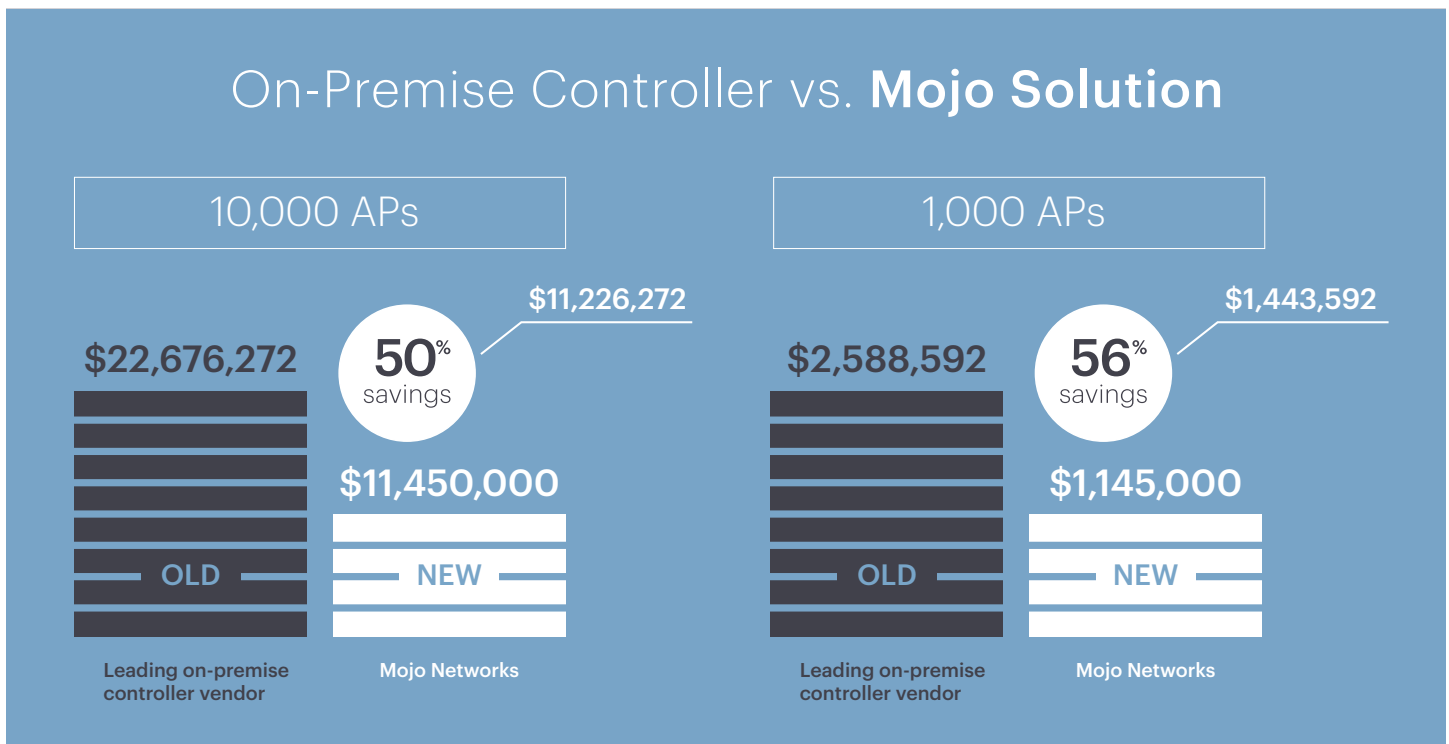 On-Premise Controller vs. Mojo Solution
10,000 APs
$11,226,272
$22,676,272
50%
savings
$11,450,000
OLD
NEW
Leading on-premise
controller vendor
Mojo Networks
1,000 APs
$1,443,592
$2,588,592
56%
savings
$1,145,000
OLD
NEW
Leading on-premise
controller vendor
Mojo Networks